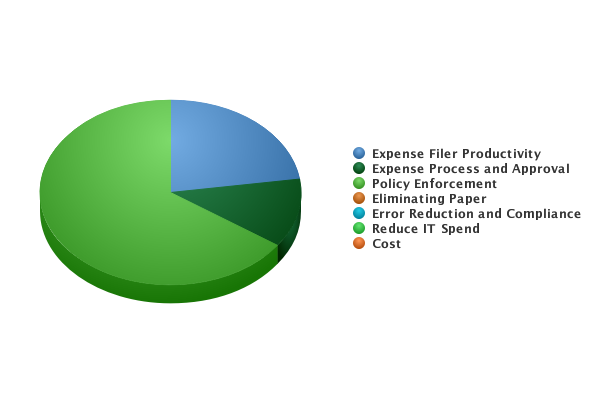 Expense Filer Productivity
Expense Process and Approval
Policy Enforcement
Eliminating Paper
Error Reduction and Compliance
Reduce IT Spend
Cost